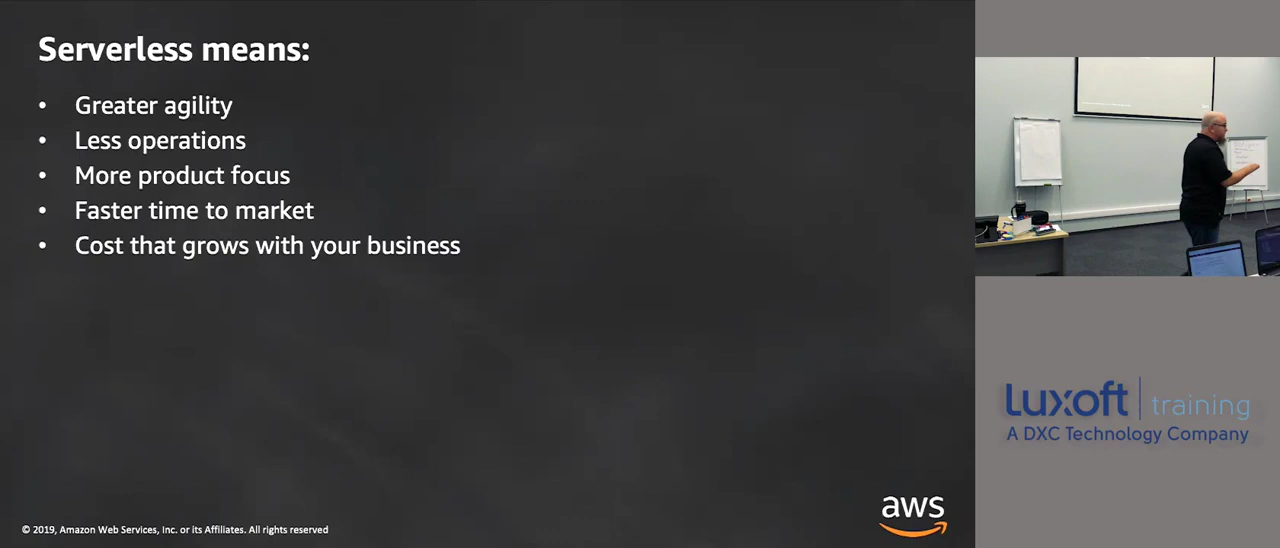 Serverless means:
• Greater agility
• Less operations
• More product focus
• Faster time to market
• Cost that grows with your business
aws
© 2019, Amazon Web Services, Inc. or its Affiliates. All rights reserved
Luxoft | training
A DXC Technology Company